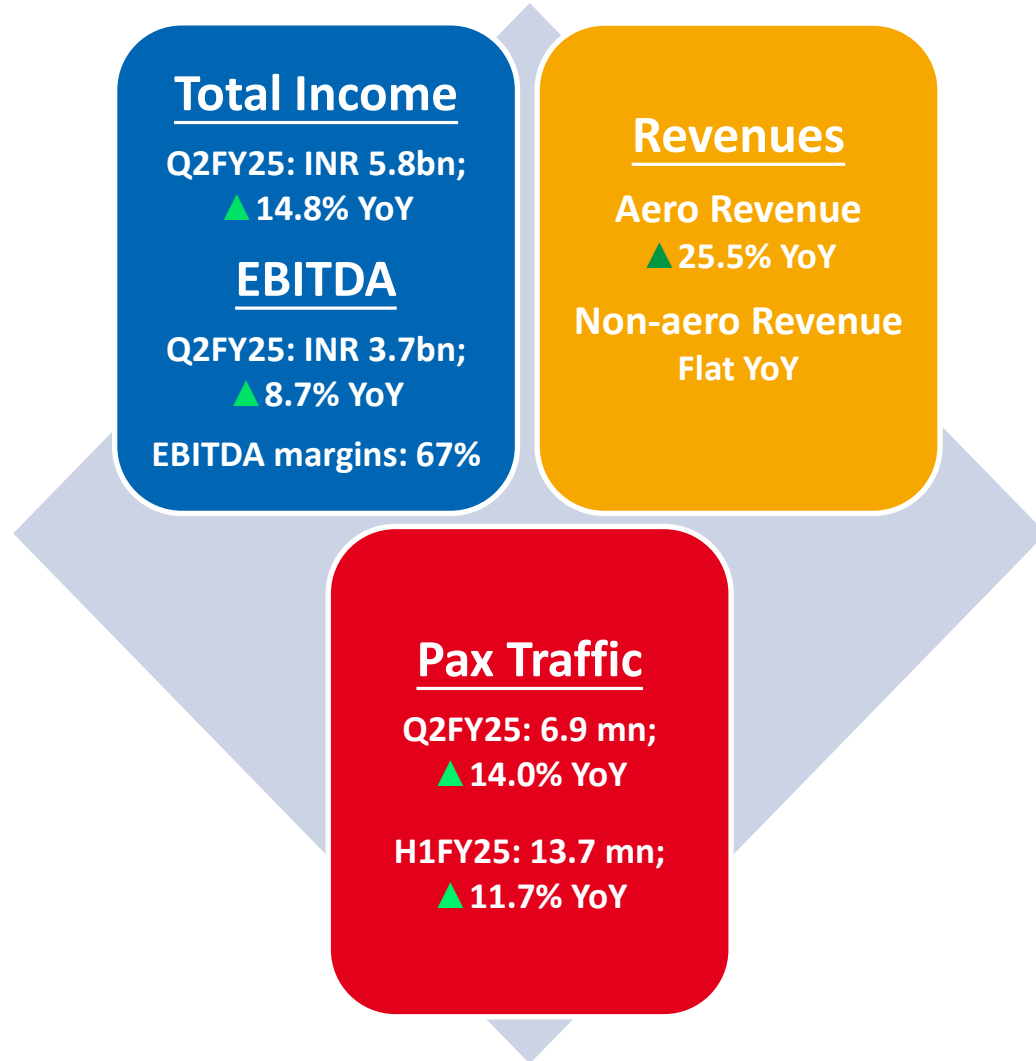 Total Income
Q2FY25: INR 5.8bn;
▲ 14.8% YoY
EBITDA
Q2FY25: INR 3.7bn;
▲ 8.7% YoY
EBITDA margins: 67%
Revenues
Aero Revenue
▲ 25.5% YoY
Non-aero Revenue
Flat YoY
Pax Traffic
Q2FY25: 6.9 mn;
▲ 14.0% YoY
H1FY25: 13.7 mn;
▲ 11.7% YoY